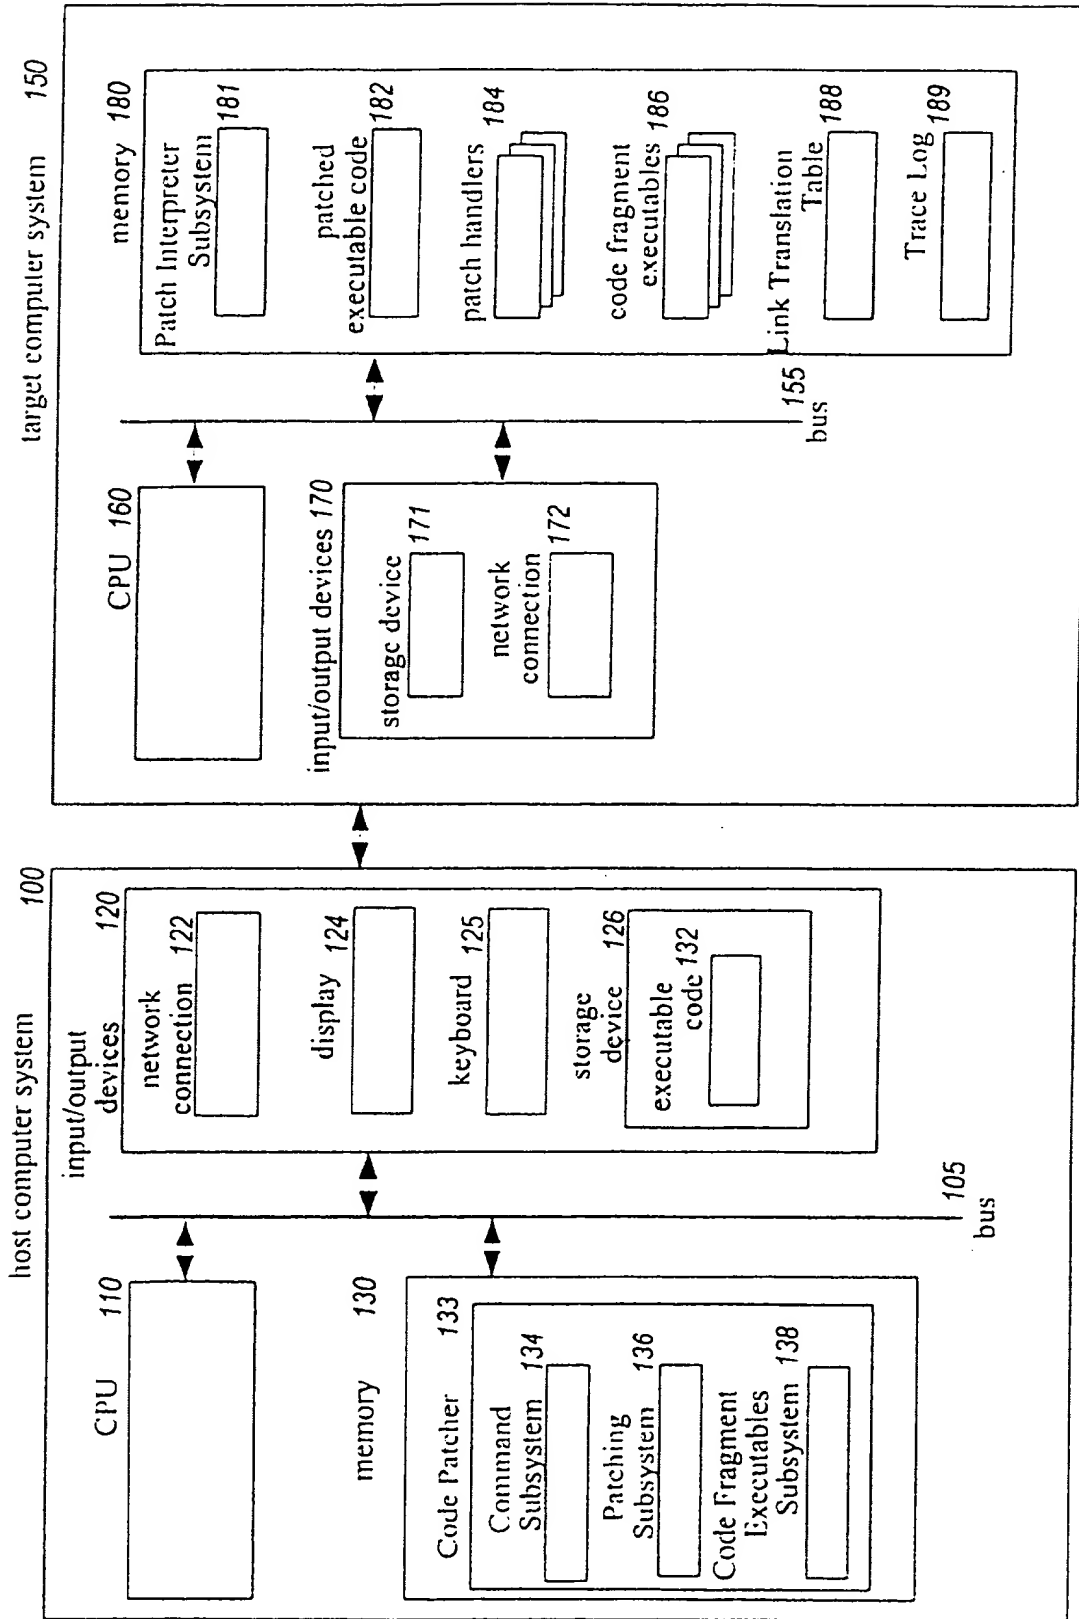 host computer system 100
CPU 110
input/output
devices 120
network
connection 122
display 124
keyboard 125
storage
device 126
executable
code 132
memory 130
Code Patcher 133
Command
Subsystem 134
Patching
Subsystem 136
Code Fragment
Executables
Subsystem 138
105
bus
target computer system 150
CPU 160
input/output devices 170
storage device 171
network
connection 172
memory 180
Patch Interpreter
Subsystem 181
patched
executable code 182
patch handlers 184
code fragment
executables 186
Link Translation
Table 188
Trace Log 189
155
bus